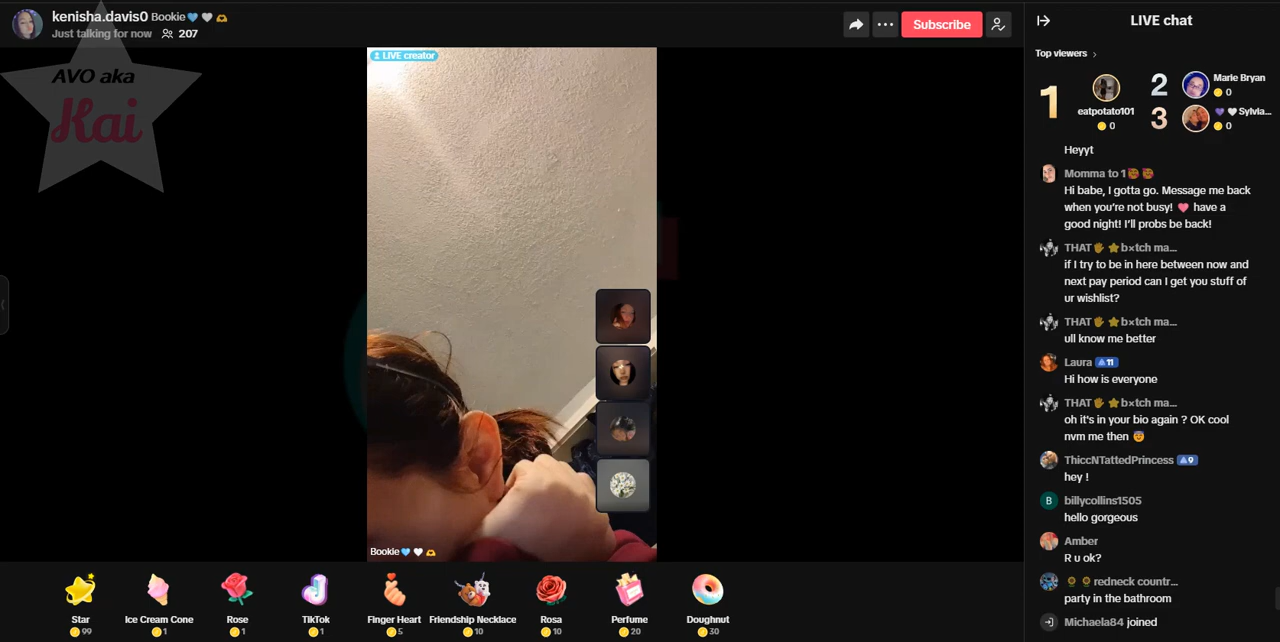 kenisha.davis0 Bookie💙🤍🫶
Just talking for now 207
Subscribe
AVO aka
Kai
LIVE creator
Bookie💙🤍🫶
Star
99
Ice Cream Cone
1
Rose
1
TikTok
1
Finger Heart
5
Friendship Necklace
10
Rosa
10
Perfume
20
Doughnut
30
LIVE chat
Top viewers
1
eatpotato101
0
2
Marie Bryan
0
3
💜🤍Sylvia...
0
Heyyt
Momma to 1
Hi babe, I gotta go. Message me back
when you're not busy! have a
good night! I'll probs be back!
THAT🖐⭐b×tch ma...
if I try to be in here between now and
next pay period can I get you stuff of
ur wishlist?
THAT🖐⭐b×tch ma...
ull know me better
Laura 11
Hi how is everyone
THAT🖐⭐b×tch ma...
oh it's in your bio again ? OK cool
nvm me then
ThiccNTattedPrincess 9
hey !
B billycollins1505
hello gorgeous
Amber
R u ok?
🌻🌻redneck countr...
party in the bathroom
Michaela84 joined